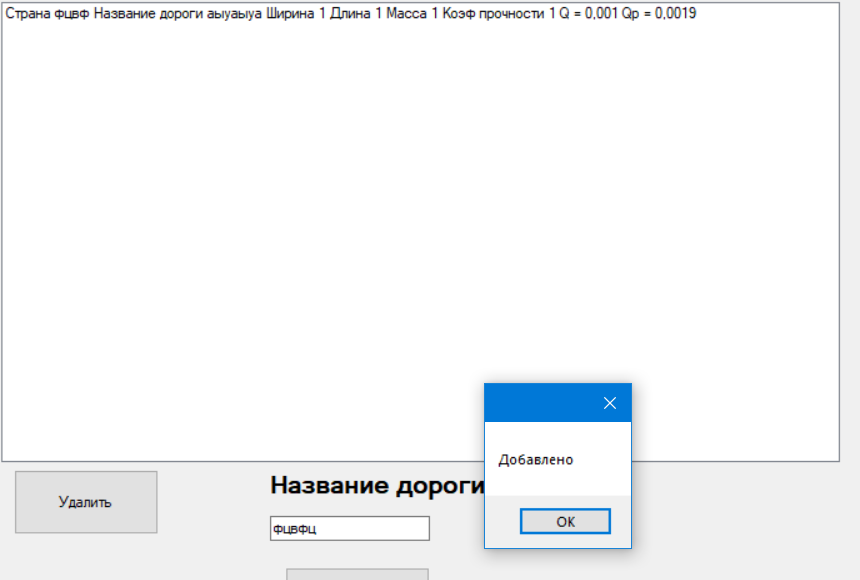 Страна фцвф Название дороги аыуаыуа Ширина 1 Длина 1 Масса 1 Коэф прочности 1 Q = 0,001 Qp = 0,0019
Добавлено
Удалить
Название дороги
фцвфц
ОК